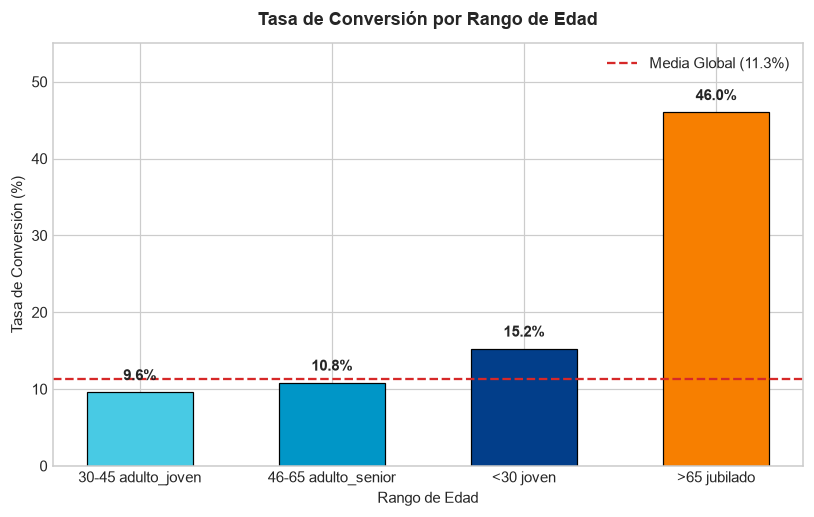 Tasa de Conversión por Rango de Edad
Media Global (11.3%)
Tasa de Conversión (%)
50
40
30
20
10
0
9.6%
10.8%
15.2%
46.0%
30-45 adulto_joven
46-65 adulto_senior
<30 joven
>65 jubilado
Rango de Edad